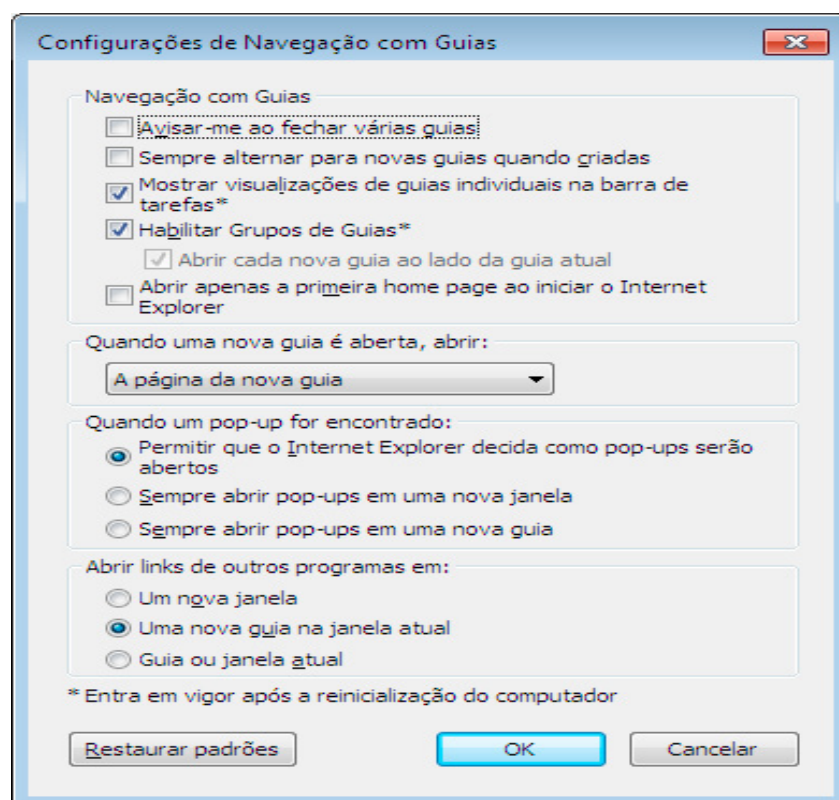 Configurações de Navegação com Guias
Navegação com Guias
Avisar-me ao fechar várias guias
Sempre alternar para novas guias quando criadas
Mostrar visualizações de guias individuais na barra de
tarefas*
Habilitar Grupos de Guias*
Abrir cada nova guia ao lado da guia atual
Abrir apenas a primeira home page ao iniciar o Internet
Explorer
Quando uma nova guia é aberta, abrir:
A página da nova guia
Quando um pop-up for encontrado:
Permitir que o Internet Explorer decida como pop-ups serão
abertos
Sempre abrir pop-ups em uma nova janela
Sempre abrir pop-ups em uma nova guia
Abrir links de outros programas em:
Um nova janela
Uma nova guia na janela atual
Guia ou janela atual
* Entra em vigor após a reinicialização do computador
Restaurar padrões
OK
Cancelar